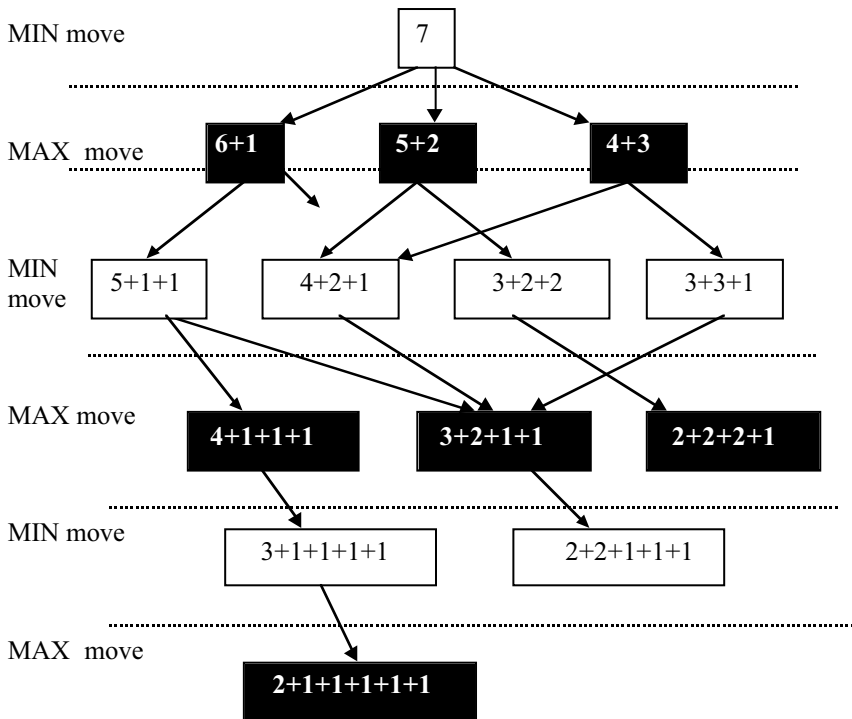 MIN move
7
MAX move
6+1
5+2
4+3
MIN
move
5+1+1
4+2+1
3+2+2
3+3+1
MAX move
4+1+1+1
3+2+1+1
2+2+2+1
MIN move
3+1+1+1+1
2+2+1+1+1
MAX move
2+1+1+1+1+1